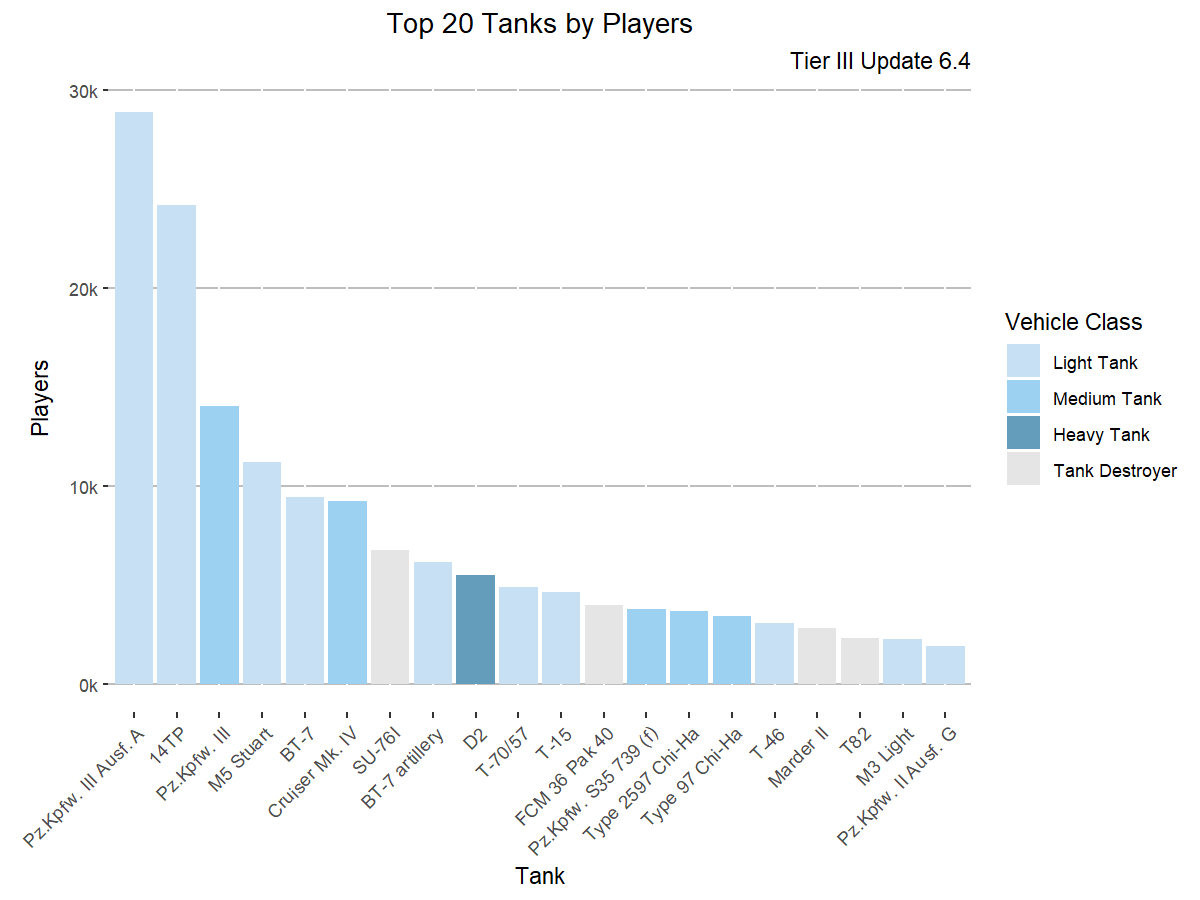 Top 20 Tanks by Players
Tier III Update 6.4
30k
20k
10k
0k
Players
Pz.Kpfw. III Ausf. A
14TP
Pz.Kpfw. III
M5 Stuart
BT-7
Cruiser Mk. IV
SU-76I
BT-7 artillery
D2
T-70/57
T-15
FCM 36 Pak 40
Pz.Kpfw. S35 739 (f)
Type 2597 Chi-Ha
Type 97 Chi-Ha
T-46
Marder II
T82
M3 Light
Pz.Kpfw. II Ausf. G
Tank
Vehicle Class
Light Tank
Medium Tank
Heavy Tank
Tank Destroyer